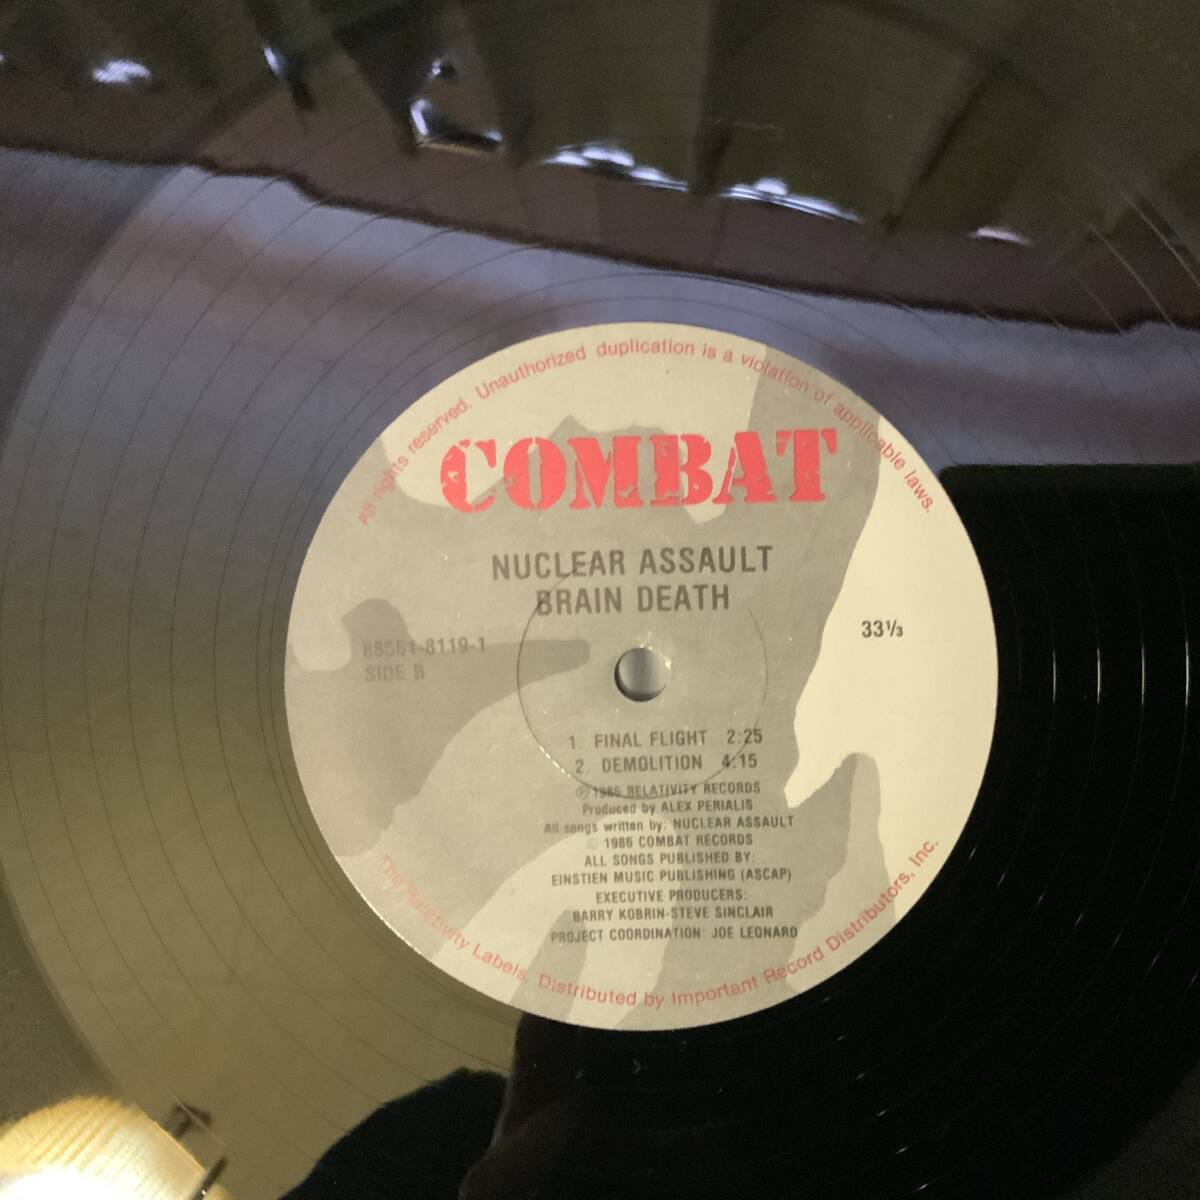 All rights reserved. Unauthorized duplication is a violation of applicable laws.
COMBAT
NUCLEAR ASSAULT
BRAIN DEATH
88561-8119-1
SIDE B
33⅓
1. FINAL FLIGHT 2:25
2. DEMOLITION 4:15
℗ 1986 RELATIVITY RECORDS
Produced by ALEX PERIALIS
All songs written by: NUCLEAR ASSAULT
© 1986 COMBAT RECORDS
ALL SONGS PUBLISHED BY:
EINSTIEN MUSIC PUBLISHING (ASCAP)
EXECUTIVE PRODUCERS:
BARRY KOBRIN-STEVE SINCLAIR
PROJECT COORDINATION: JOE LEONARD
The Relativity Labels. Distributed by Important Record Distributors, Inc.